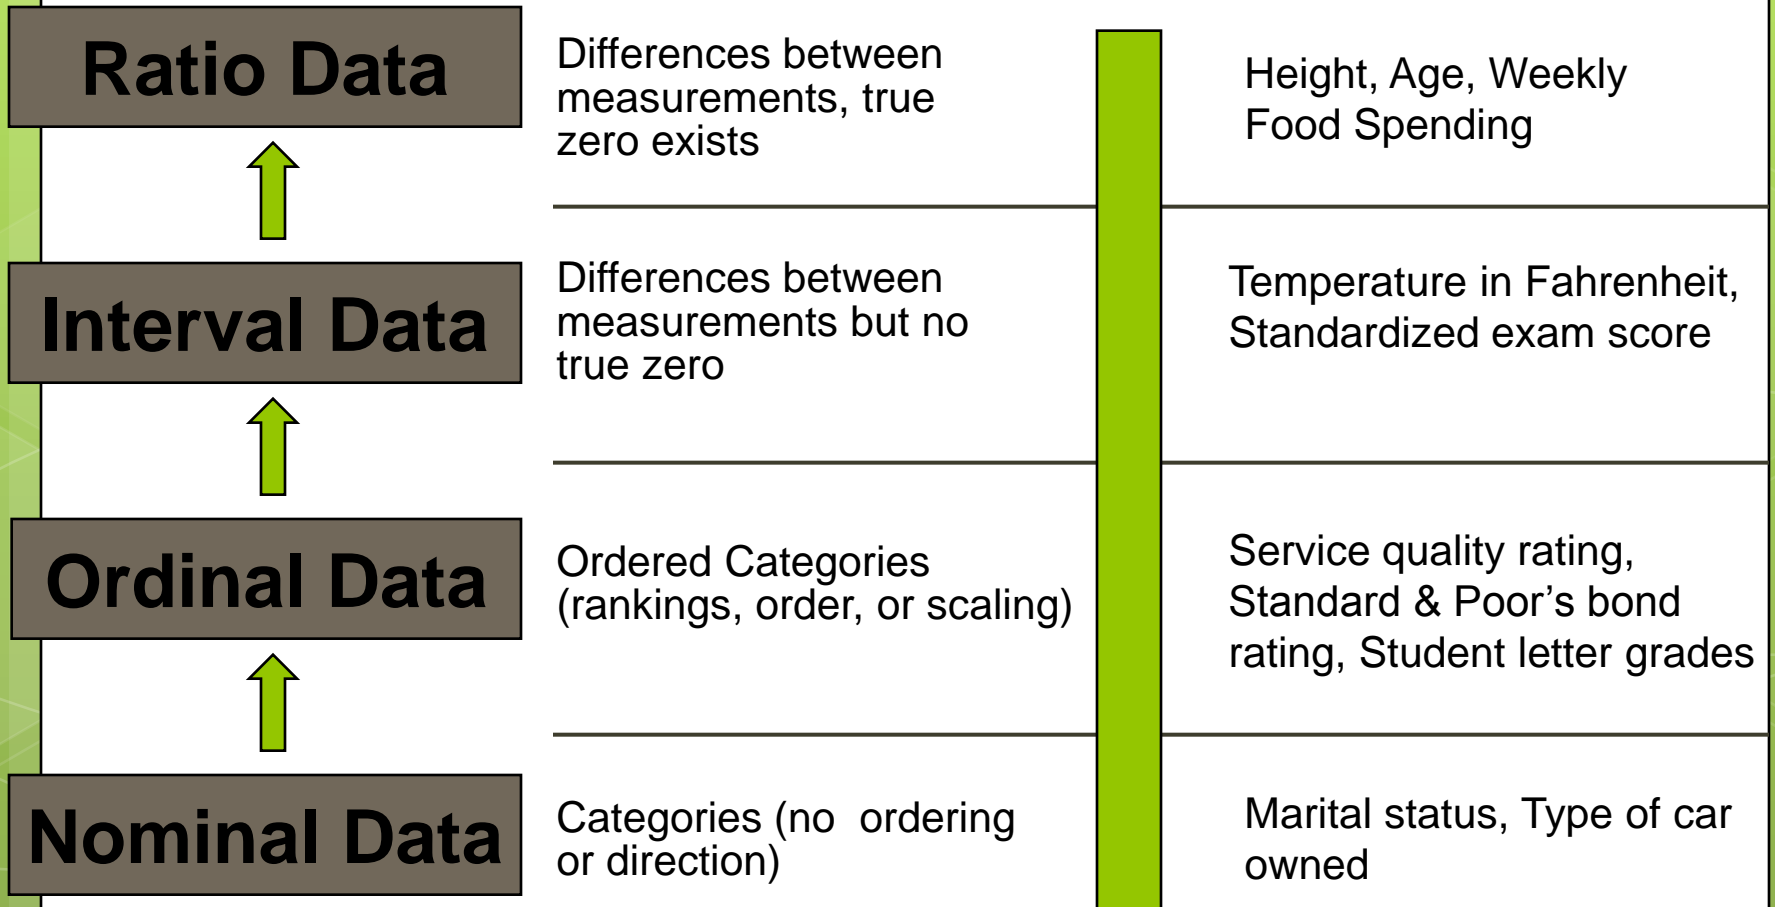 Ratio Data
Differences between
measurements, true
zero exists
Height, Age, Weekly
Food Spending
Interval Data
Differences between
measurements but no
true zero
Temperature in Fahrenheit,
Standardized exam score
Ordinal Data
Ordered Categories
(rankings, order, or scaling)
Service quality rating,
Standard & Poor’s bond
rating, Student letter grades
Nominal Data
Categories (no  ordering
or direction)
Marital status, Type of car
owned